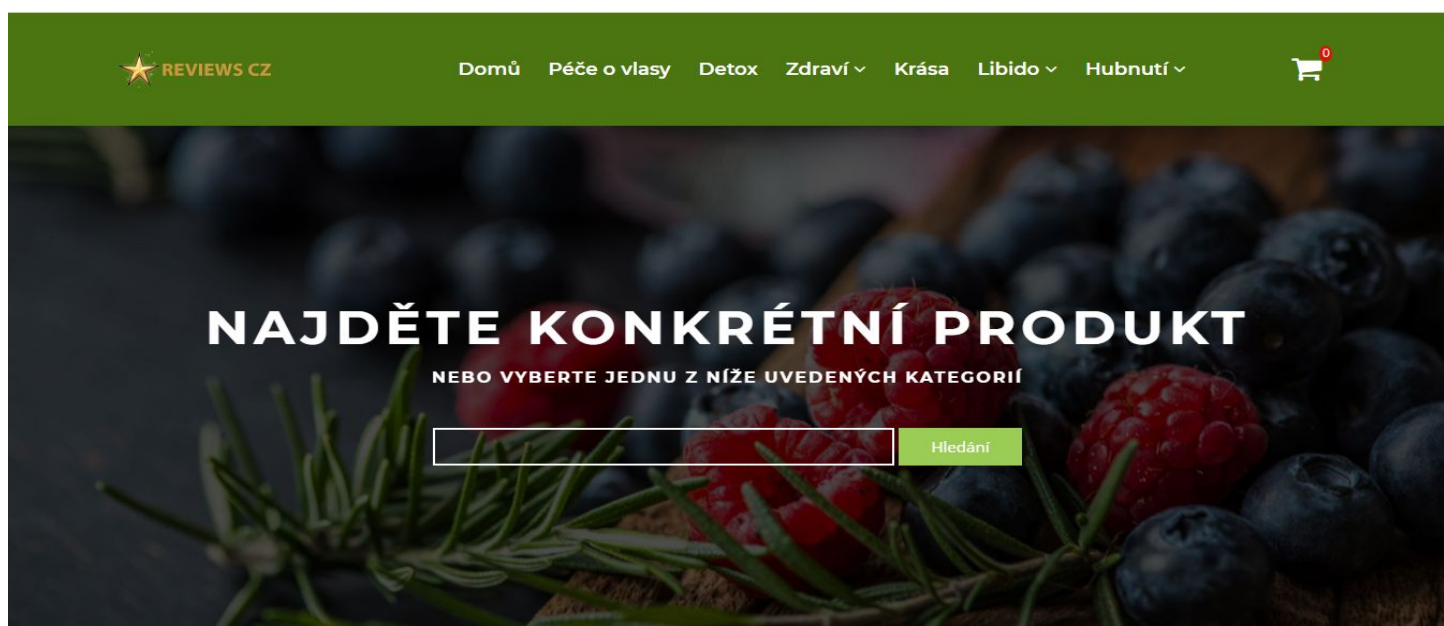 REVIEWS CZ
Domů Péče o vlasy Detox Zdraví Krása Libido Hubnutí
0
NAJDĚTE KONKRÉTNÍ PRODUKT
NEBO VYBERTE JEDNU Z NÍŽE UVEDENÝCH KATEGORIÍ
Hledání